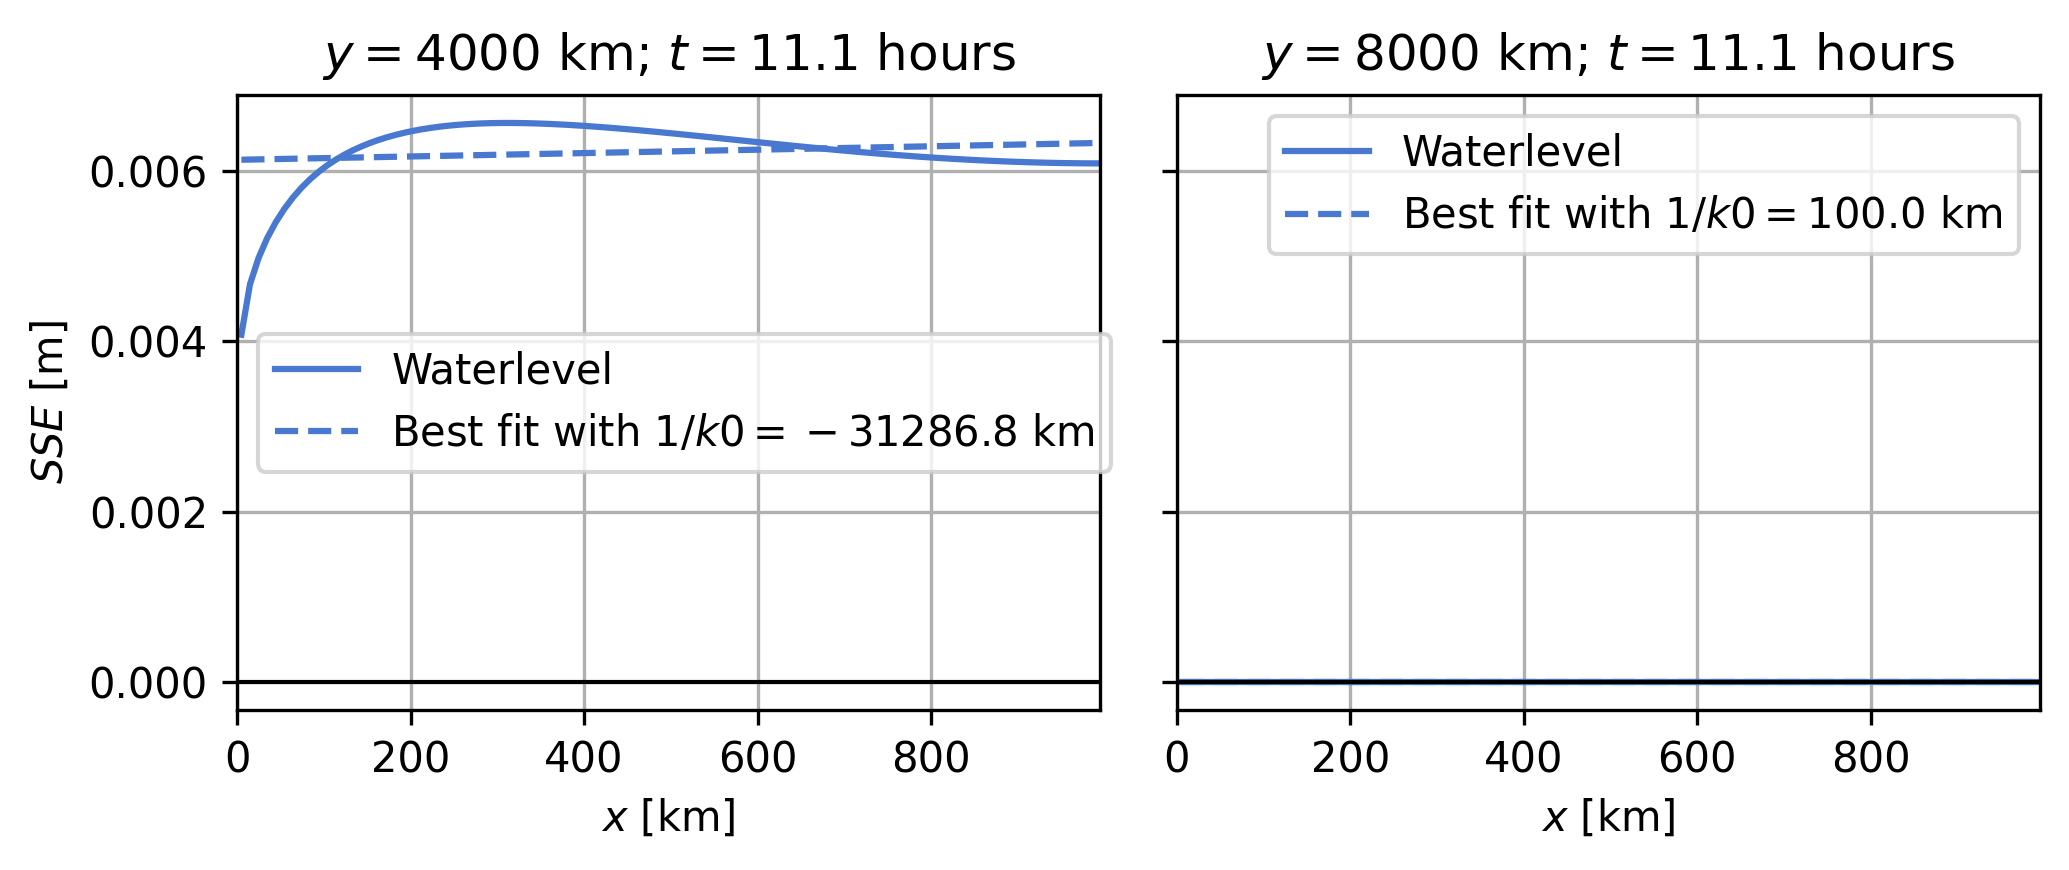 y = 4000 km; t = 11.1 hours
SSE [m]
0.006
0.004
0.002
0.000
Waterlevel
Best fit with 1/k0 = −31286.8 km
0 200 400 600 800
x [km]
y = 8000 km; t = 11.1 hours
Waterlevel
Best fit with 1/k0 = 100.0 km
0 200 400 600 800
x [km]